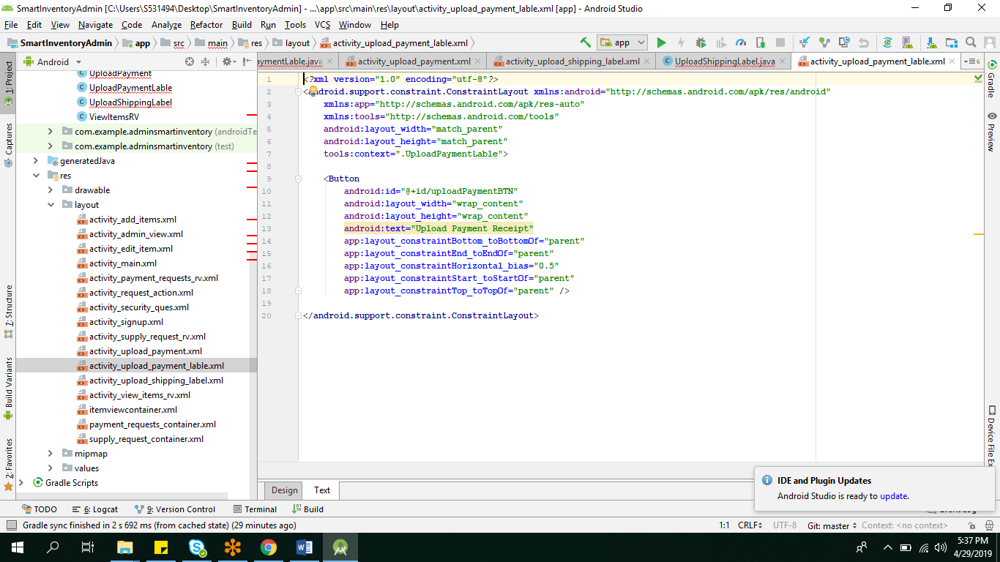 SmartInventoryAdmin [C:\Users\S531494\Desktop\SmartInventoryAdmin] - ...\app\src\main\res\layout\activity_upload_payment_lable.xml [app] - Android Studio
File Edit View Navigate Code Analyze Refactor Build Run Tools VCS Window Help
SmartInventoryAdmin app src main res layout activity_upload_payment_lable.xml app
Android
aymentLable.java activity_upload_payment.xml activity_upload_shipping_label.xml UploadShippingLabel.java activity_upload_payment_lable.xml 6
1: Project
Captures
7: Structure
Build Variants
2: Favorites
UploadPayment
UploadPaymentLable
UploadShippingLabel
ViewItemsRV
com.example.adminsmartinventory (androidTe
com.example.adminsmartinventory (test)
generatedJava
res
drawable
layout
activity_add_items.xml
activity_admin_view.xml
activity_edit_item.xml
activity_main.xml
activity_payment_requests_rv.xml
activity_request_action.xml
activity_security_ques.xml
activity_signup.xml
activity_supply_request_rv.xml
activity_upload_payment.xml
activity_upload_payment_lable.xml
activity_upload_shipping_label.xml
activity_view_items_rv.xml
itemviewcontainer.xml
payment_requests_container.xml
supply_request_container.xml
mipmap
values
Gradle Scripts
1 <?xml version="1.0" encoding="utf-8"?>
2 <android.support.constraint.ConstraintLayout xmlns:android="http://schemas.android.com/apk/res/android"
3 xmlns:app="http://schemas.android.com/apk/res-auto"
4 xmlns:tools="http://schemas.android.com/tools"
5 android:layout_width="match_parent"
6 android:layout_height="match_parent"
7 tools:context=".UploadPaymentLable">
8
9 <Button
10 android:id="@+id/uploadPaymentBTN"
11 android:layout_width="wrap_content"
12 android:layout_height="wrap_content"
13 android:text="Upload Payment Receipt"
14 app:layout_constraintBottom_toBottomOf="parent"
15 app:layout_constraintEnd_toEndOf="parent"
16 app:layout_constraintHorizontal_bias="0.5"
17 app:layout_constraintStart_toStartOf="parent"
18 app:layout_constraintTop_toTopOf="parent" />
19
20 </android.support.constraint.ConstraintLayout>
Gradle
Preview
Device File Ex
Design Text
IDE and Plugin Updates
Android Studio is ready to update.
TODO 6: Logcat 9: Version Control Terminal Build
Gradle sync finished in 2 s 692 ms (from cached state) (29 minutes ago) 1:1 CRLF UTF-8 Git: master Context: <no context>
5:37 PM
4/29/2019